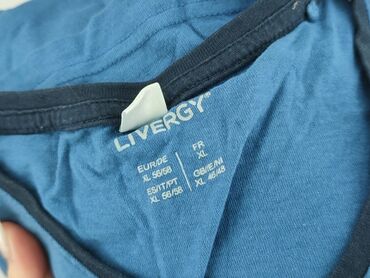 LIVERGY®
EUR/DE
XL 56/58
FR
XL
ES/IT/PT
XL 56/58
GB/IE/NI
XL 46/48